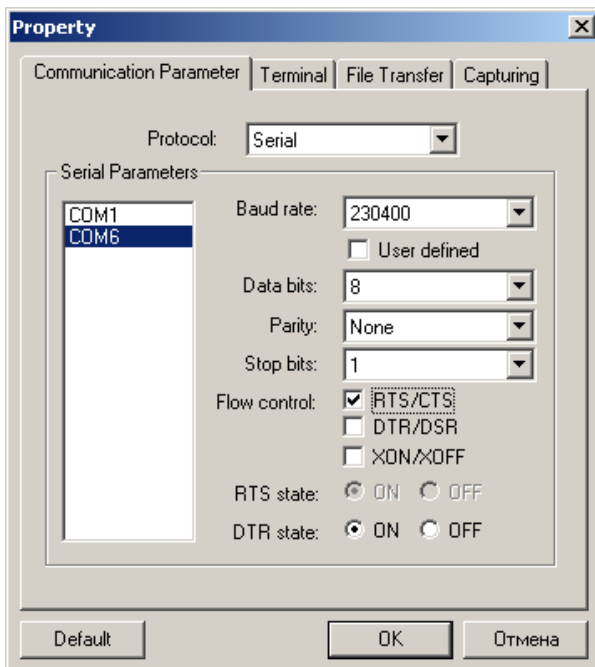 Property
Communication Parameter Terminal File Transfer Capturing
Protocol: Serial
Serial Parameters
COM1
COM6
Baud rate: 230400
User defined
Data bits: 8
Parity: None
Stop bits: 1
Flow control: RTS/CTS
DTR/DSR
XON/XOFF
RTS state: ON OFF
DTR state: ON OFF
Default OK Отмена